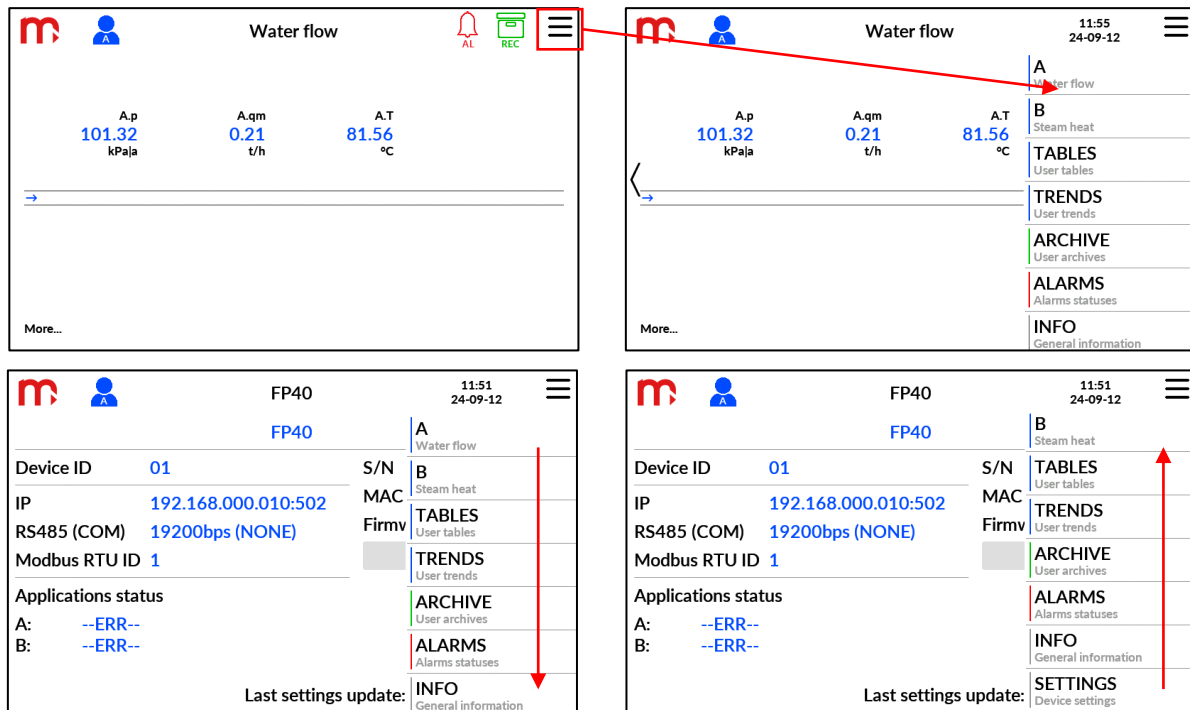 Water flow
AL
REC
A
A.p
A.qm
A.T
101.32
0.21
81.56
kPa|a
t/h
°C
→
More...
Water flow
11:55
24-09-12
A
A.p
A.qm
A.T
101.32
0.21
81.56
kPa|a
t/h
°C
→
More...
A
Water flow
B
Steam heat
TABLES
User tables
TRENDS
User trends
ARCHIVE
User archives
ALARMS
Alarms statuses
INFO
General information
A
FP40
11:51
24-09-12
FP40
Device ID 01
S/N
IP 192.168.000.010:502
MAC
RS485 (COM) 19200bps (NONE)
Modbus RTU ID 1
Applications status
A: --ERR--
B: --ERR--
Last settings update:
A
Water flow
B
Steam heat
TABLES
User tables
TRENDS
User trends
ARCHIVE
User archives
ALARMS
Alarms statuses
INFO
General information
A
FP40
11:51
24-09-12
FP40
Device ID 01
S/N
IP 192.168.000.010:502
MAC
RS485 (COM) 19200bps (NONE)
Modbus RTU ID 1
Applications status
A: --ERR--
B: --ERR--
Last settings update:
B
Steam heat
TABLES
User tables
TRENDS
User trends
ARCHIVE
User archives
ALARMS
Alarms statuses
INFO
General information
SETTINGS
Device settings